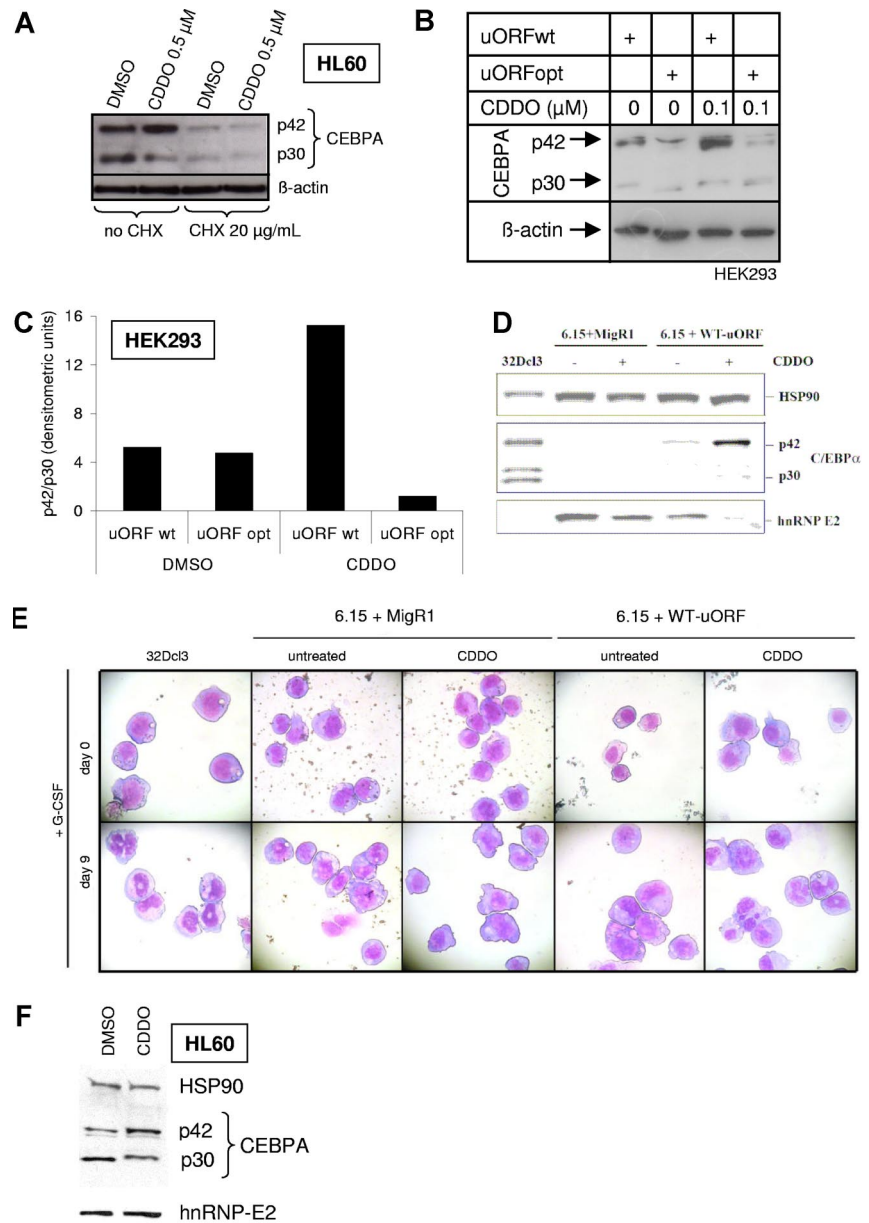 A
DMSO
CDDO 0.5 µM
DMSO
CDDO 0.5 µM
HL60
p42
p30
CEBPA
ß-actin
no CHX
CHX 20 µg/mL
B
uORFwt + +
uORFopt + +
CDDO (µM) 0 0 0.1 0.1
CEBPA
p42
p30
ß-actin
HEK293
C
HEK293
p42/p30 (densitometric units)
16
12
8
4
0
uORF wt uORF opt uORF wt uORF opt
DMSO CDDO
D
6.15+MigR1 6.15 + WT-uORF
32Dcl3 - + - + CDDO
HSP90
p42
C/EBPα
p30
hnRNP E2
E
6.15 + MigR1 6.15 + WT-uORF
32Dcl3 untreated CDDO untreated CDDO
+ G-CSF
day 0
day 9
F
DMSO
CDDO
HL60
HSP90
p42
p30
CEBPA
hnRNP-E2